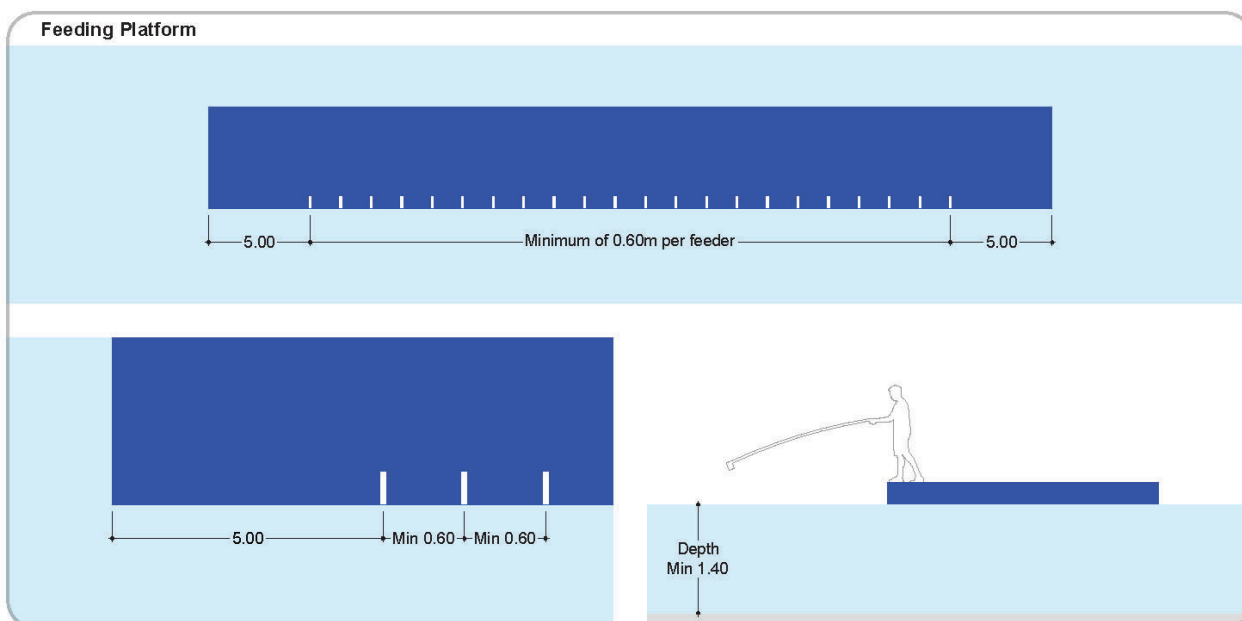 Feeding Platform
5.00
Minimum of 0.60m per feeder
5.00
5.00
Min 0.60
Min 0.60
Depth
Min 1.40